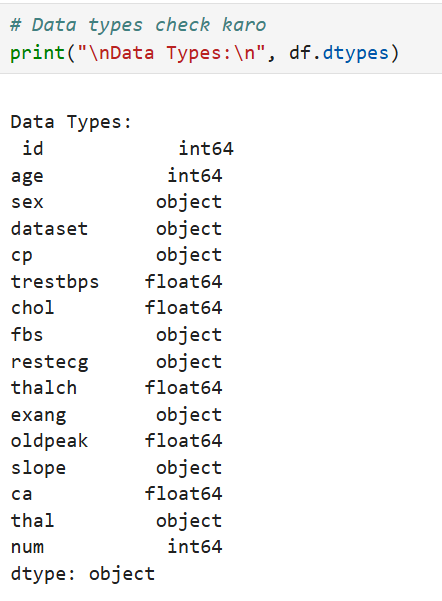 # Data types check karo
print("\nData Types:\n", df.dtypes)
Data Types:
id int64
age int64
sex object
dataset object
cp object
trestbps float64
chol float64
fbs object
restecg object
thalch float64
exang object
oldpeak float64
slope object
ca float64
thal object
num int64
dtype: object